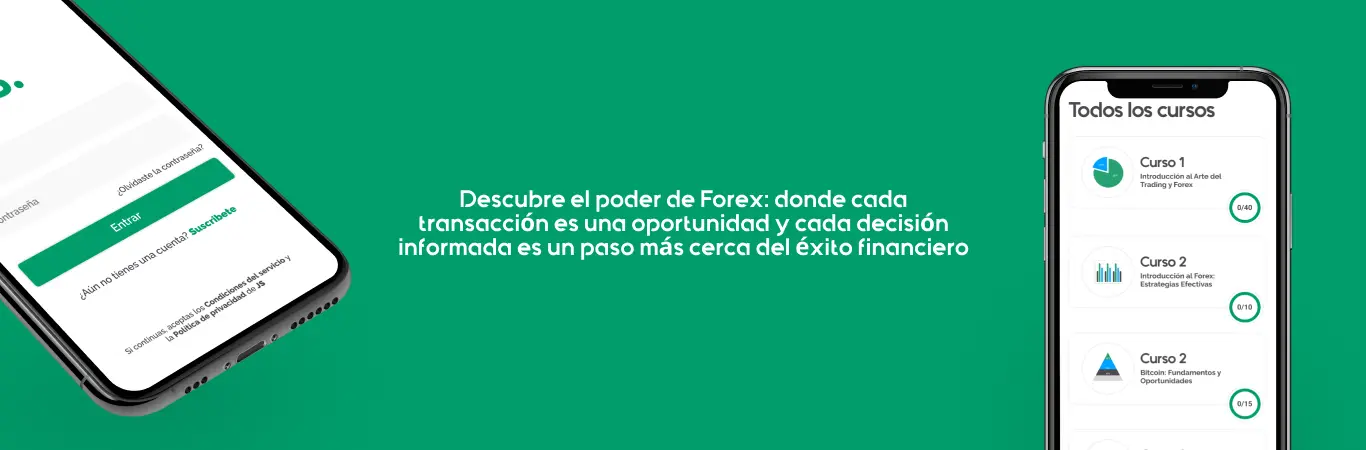 ¿Olvidaste la contraseña?
Entrar
¿Aún no tienes una cuenta? Suscríbete
Si continuas, aceptas los Condiciones del servicio y
la Política de privacidad de JS
Descubre el poder de Forex: donde cada
transacción es una oportunidad y cada decisión
informada es un paso más cerca del éxito financiero
Todos los cursos
Curso 1
Introducción al Arte del
Trading y Forex
0/40
Curso 2
Introducción al Forex:
Estrategias Efectivas
0/10
Curso 2
Bitcoin: Fundamentos y
Oportunidades
0/15